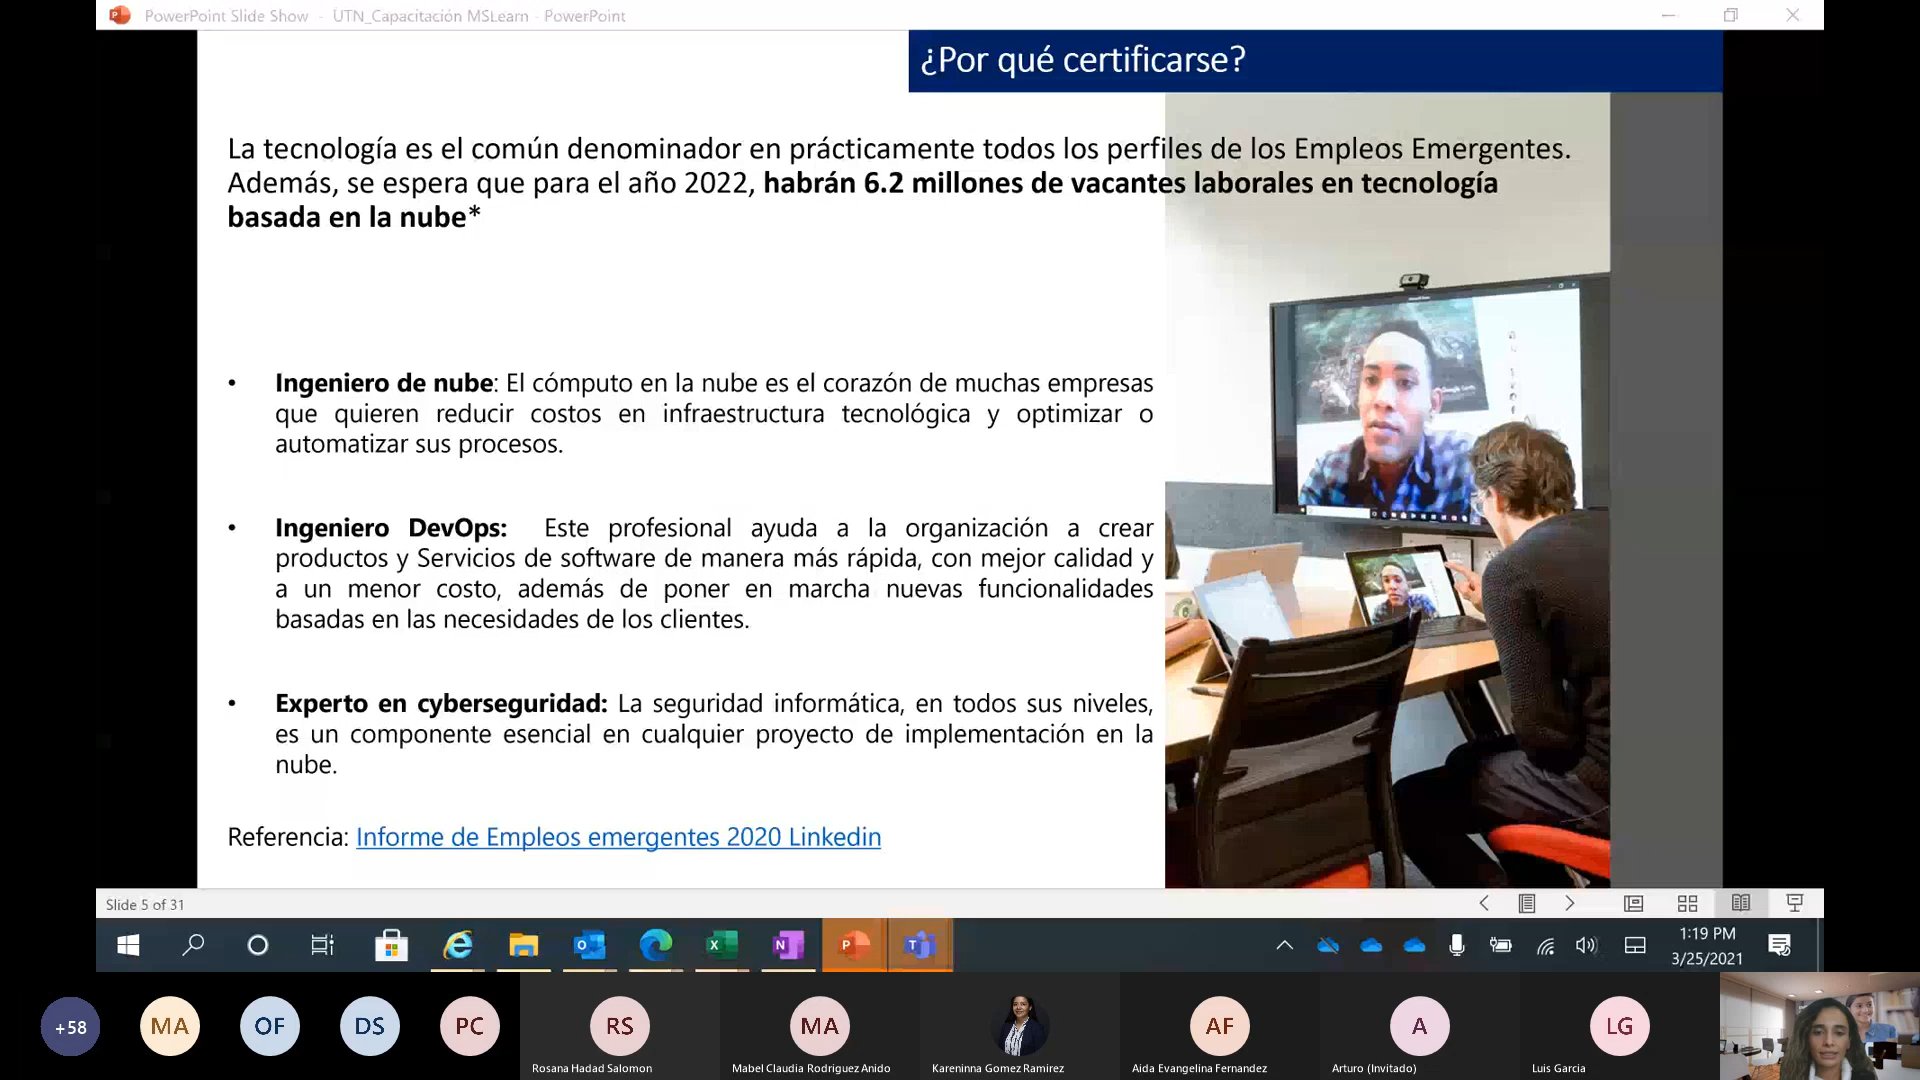 PowerPoint Slide Show - UTN_Capacitación MSLearn - PowerPoint
¿Por qué certificarse?
La tecnología es el común denominador en prácticamente todos los perfiles de los Empleos Emergentes.
Además, se espera que para el año 2022, habrán 6.2 millones de vacantes laborales en tecnología
basada en la nube*
• Ingeniero de nube: El cómputo en la nube es el corazón de muchas empresas
que quieren reducir costos en infraestructura tecnológica y optimizar o
automatizar sus procesos.
• Ingeniero DevOps: Este profesional ayuda a la organización a crear
productos y Servicios de software de manera más rápida, con mejor calidad y
a un menor costo, además de poner en marcha nuevas funcionalidades
basadas en las necesidades de los clientes.
• Experto en cyberseguridad: La seguridad informática, en todos sus niveles,
es un componente esencial en cualquier proyecto de implementación en la
nube.
Referencia: Informe de Empleos emergentes 2020 Linkedin
Slide 5 of 31
1:19 PM
3/25/2021
+58
MA
OF
DS
PC
RS
MA
AF
A
LG
Rosana Hadad Salomon
Mabel Claudia Rodriguez Anido
Kareninna Gomez Ramirez
Aida Evangelina Fernandez
Arturo (Invitado)
Luis Garcia